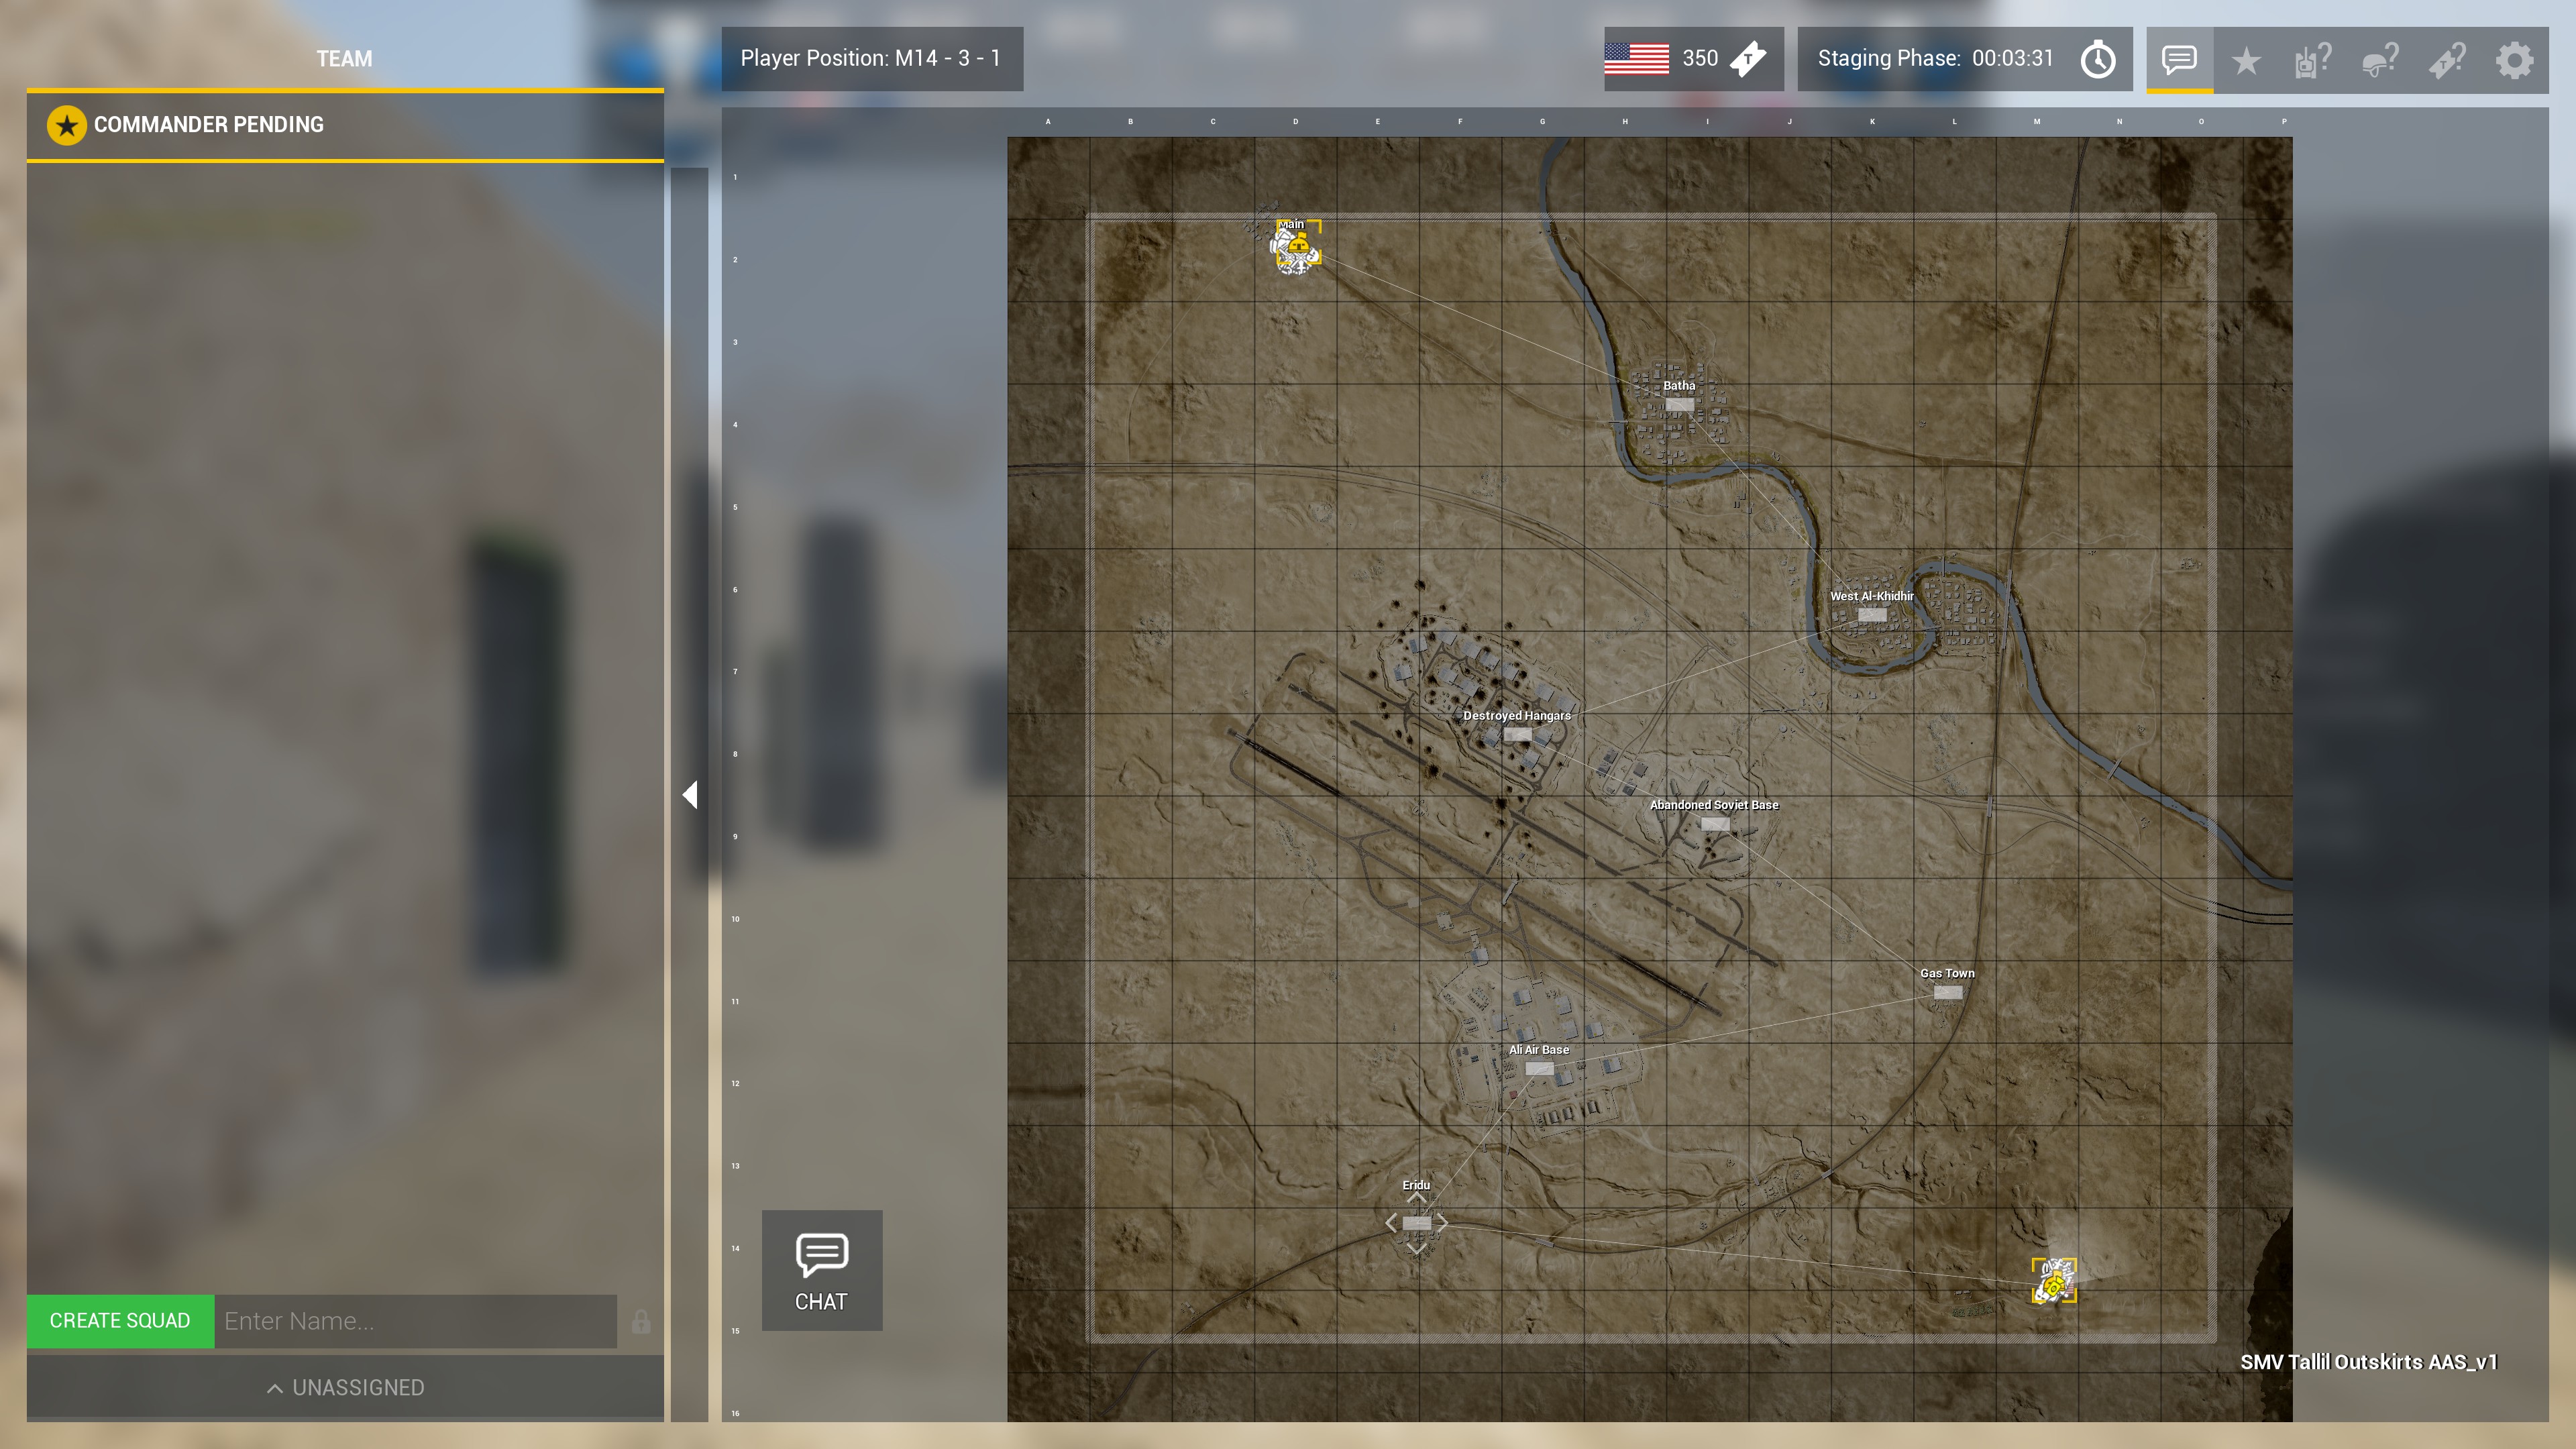 TEAM
Player Position: M14 - 3 - 1
350
Staging Phase: 00:03:31
COMMANDER PENDING
A B C D E F G H I J K L M N O P
1
Main
2
3
Batha
4
5
6
West Al-Khidhir
7
Destroyed Hangars
8
Abandoned Soviet Base
9
10
Gas Town
11
Ali Air Base
12
13
Eridu
14
CHAT
15
CREATE SQUAD Enter Name...
SMV Tallil Outskirts AAS_v1
UNASSIGNED
16